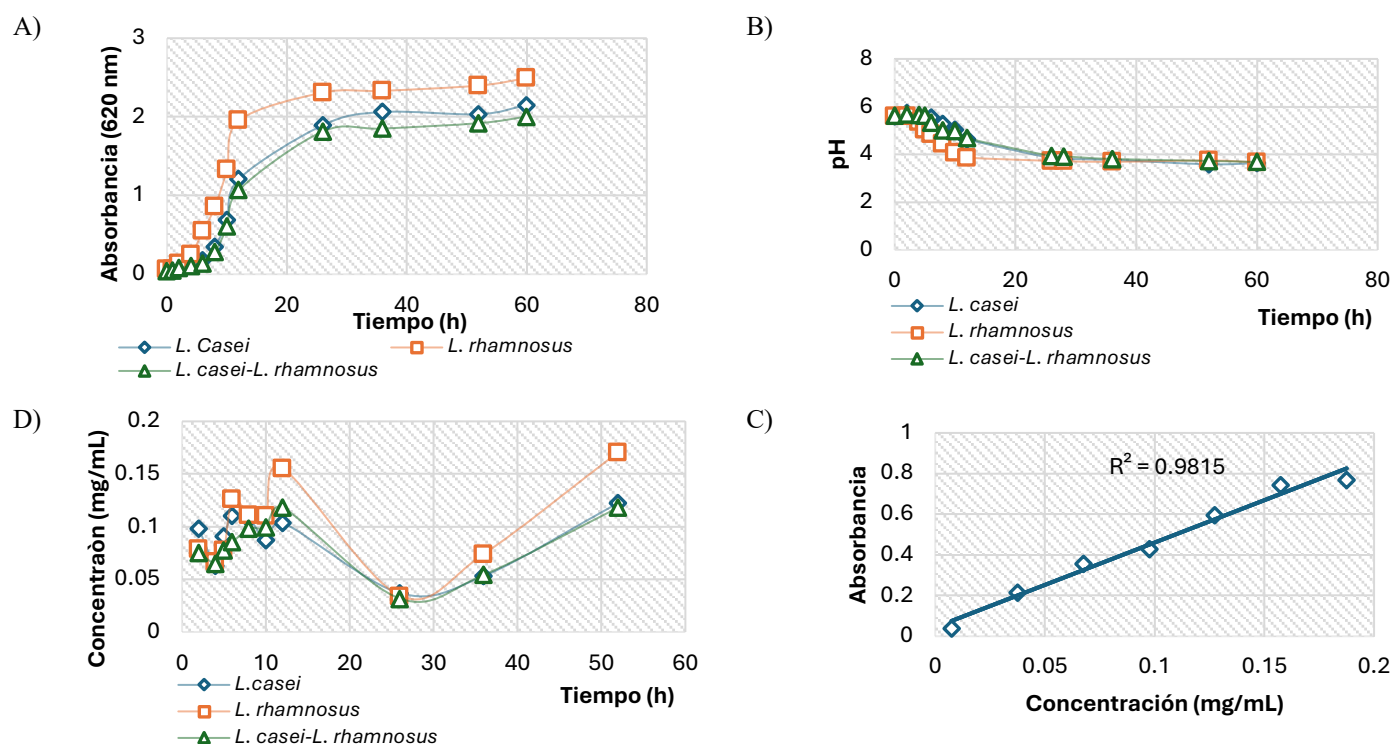 A)
3
2
1
0
Absorbancia (620 nm)
0 20 40 60 80
Tiempo (h)
L. Casei
L. rhamnosus
L. casei-L. rhamnosus
B)
8
6
4
2
0
pH
0 20 40 60 80
Tiempo (h)
L. casei
L. rhamnosus
L. casei-L. rhamnosus
D)
0.2
0.15
0.1
0.05
0
Concentraòn (mg/mL)
0 10 20 30 40 50 60
Tiempo (h)
L.casei
L. rhamnosus
L. casei-L. rhamnosus
C)
1
0.8
0.6
0.4
0.2
0
Absorbancia
R² = 0.9815
0 0.05 0.1 0.15 0.2
Concentración (mg/mL)